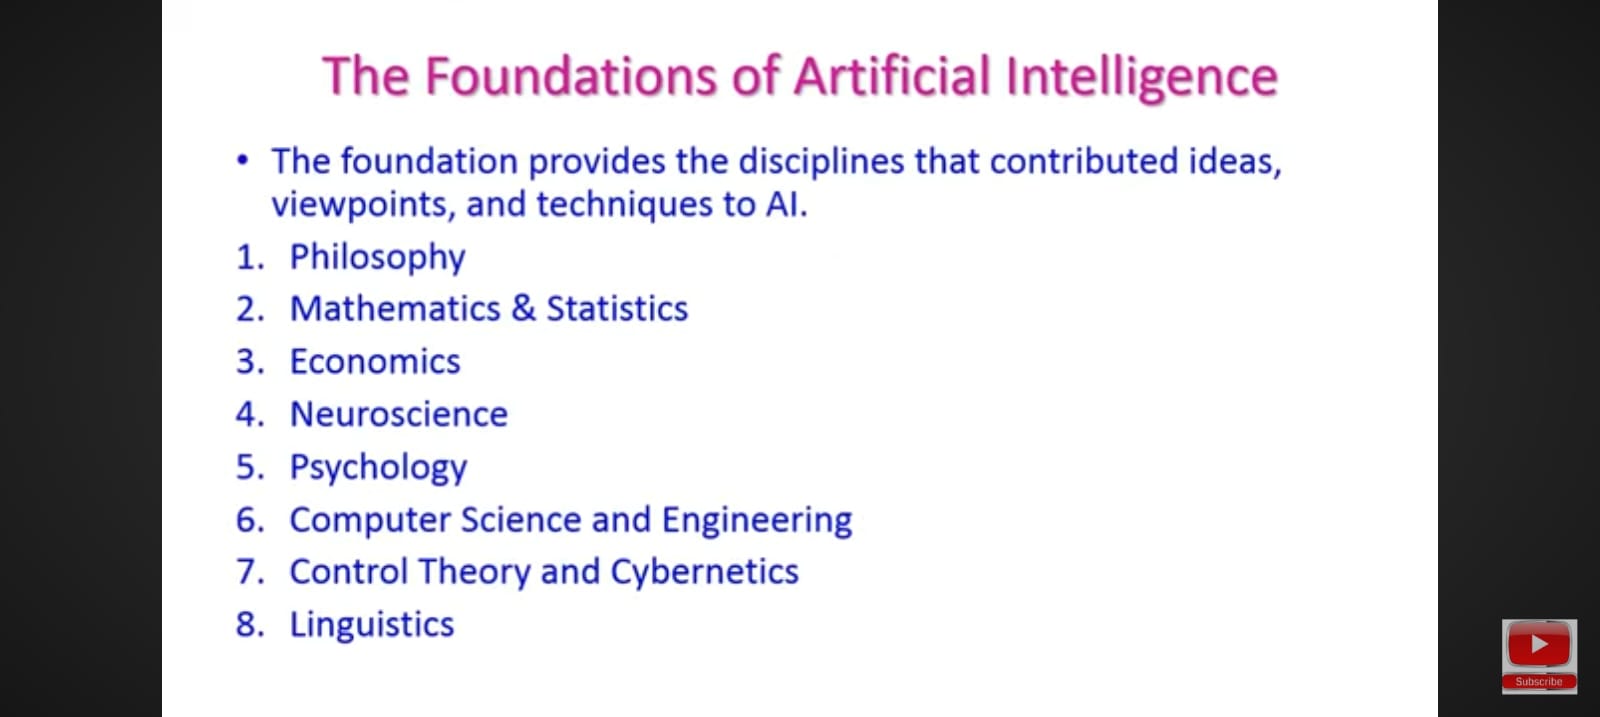 The Foundations of Artificial Intelligence
• The foundation provides the disciplines that contributed ideas,
viewpoints, and techniques to AI.
1. Philosophy
2. Mathematics & Statistics
3. Economics
4. Neuroscience
5. Psychology
6. Computer Science and Engineering
7. Control Theory and Cybernetics
8. Linguistics
Subscribe